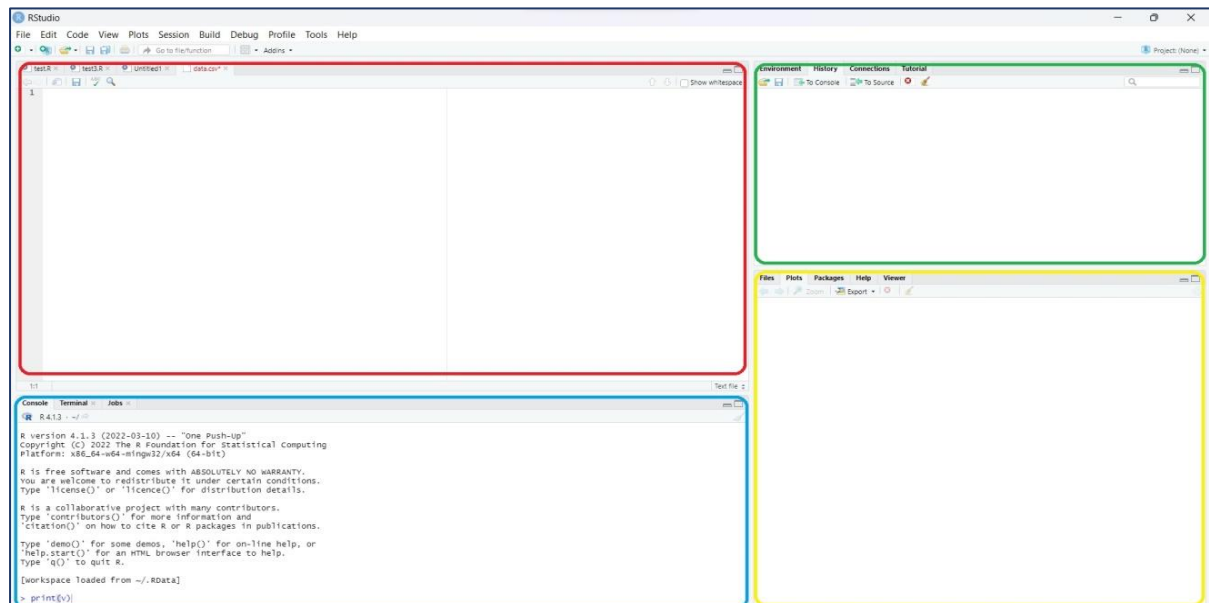 RStudio
File Edit Code View Plots Session Build Debug Profile Tools Help
Go to file/function Addins Project: (None)
test.R test3.R Untitled1 data.csv*
Show whitespace
1
1:1 Text file
Console Terminal Jobs
R 4.1.3 · ~/
R version 4.1.3 (2022-03-10) -- "One Push-Up"
Copyright (C) 2022 The R Foundation for Statistical Computing
Platform: x86_64-w64-mingw32/x64 (64-bit)
R is free software and comes with ABSOLUTELY NO WARRANTY.
You are welcome to redistribute it under certain conditions.
Type 'license()' or 'licence()' for distribution details.
R is a collaborative project with many contributors.
Type 'contributors()' for more information and
'citation()' on how to cite R or R packages in publications.
Type 'demo()' for some demos, 'help()' for on-line help, or
'help.start()' for an HTML browser interface to help.
Type 'q()' to quit R.
[Workspace loaded from ~/.RData]
> print(v)
Environment History Connections Tutorial
To Console To Source
Files Plots Packages Help Viewer
Zoom Export